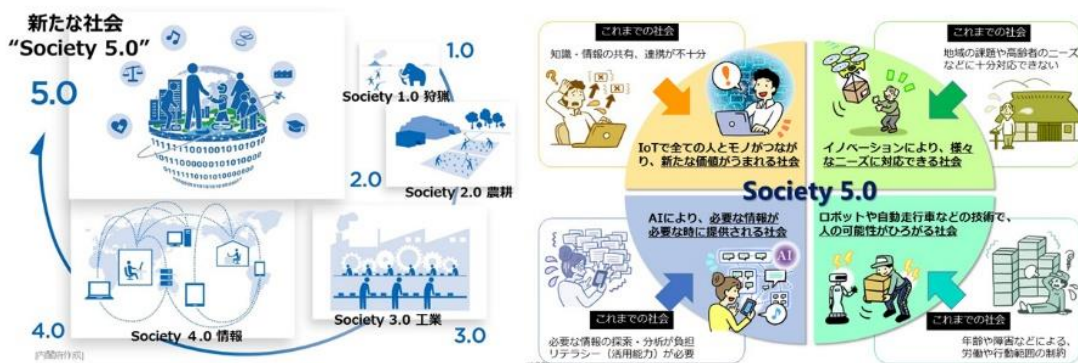 新たな社会
“Society 5.0”
5.0
1.0
Society 1.0 狩猟
2.0
Society 2.0 農耕
4.0
Society 4.0 情報
Society 3.0 工業
3.0
[内閣府作成]
これまでの社会
知識・情報の共有、連携が不十分
IoTで全ての人とモノがつなが
り、新たな価値がうまれる社会
これまでの社会
地域の課題や高齢者のニーズ
などに十分対応できない
イノベーションにより、様々
なニーズに対応できる社会
Society 5.0
AIにより、必要な情報が
必要な時に提供される社会
AI
これまでの社会
必要な情報の探索・分析が負担
リテラシー(活用能力)が必要
ロボットや自動走行車などの技術で、
人の可能性がひろがる社会
これまでの社会
年齢や障害などによる、
労働や行動範囲の制約